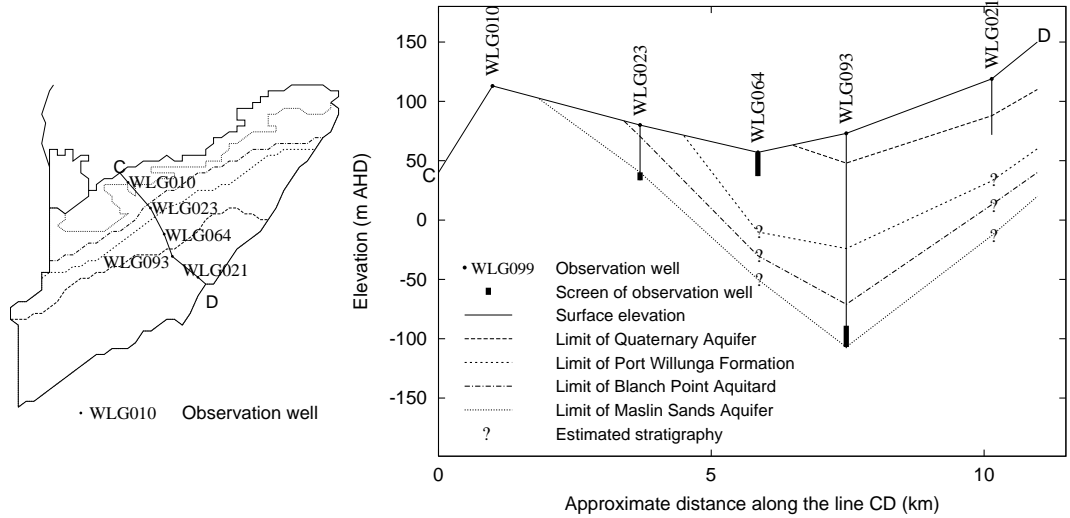 C
WLG010
WLG023
WLG064
WLG093 WLG021
D
WLG010 Observation well
Elevation (m AHD)
150
100
50
0
-50
-100
-150
0
5
10
Approximate distance along the line CD (km)
C
WLG010
WLG023
WLG064
WLG093
WLG021
D
?
?
?
?
?
?
WLG099 Observation well
Screen of observation well
Surface elevation
Limit of Quaternary Aquifer
Limit of Port Willunga Formation
Limit of Blanch Point Aquitard
Limit of Maslin Sands Aquifer
? Estimated stratigraphy